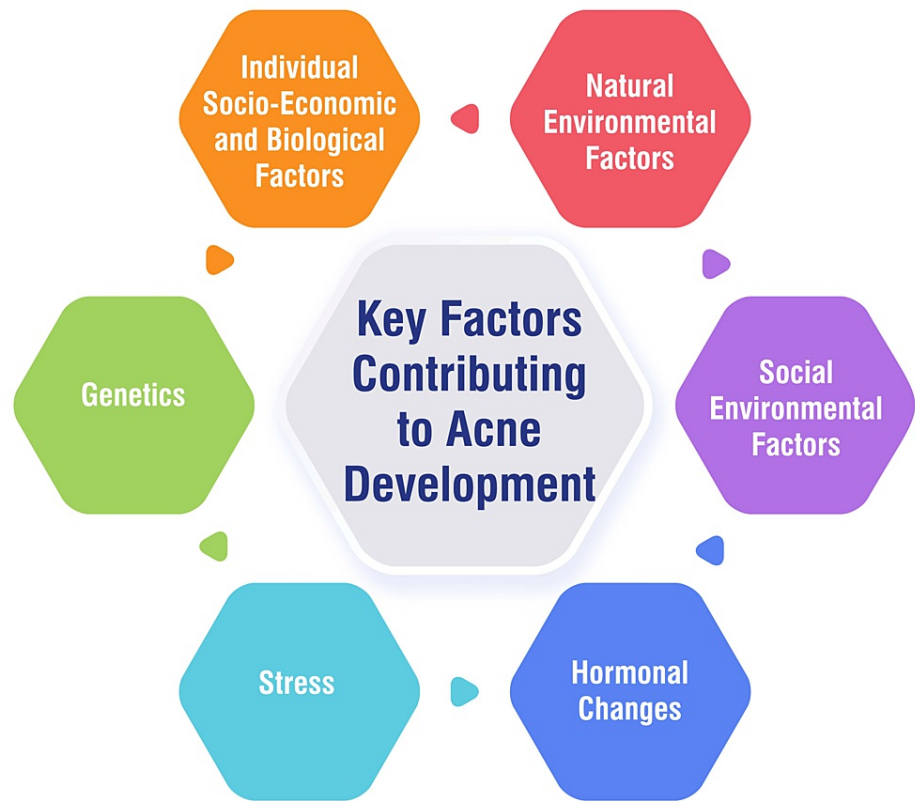 Individual
Socio-Economic
and Biological
Factors
Natural
Environmental
Factors
Key Factors
Contributing
to Acne
Development
Genetics
Social
Environmental
Factors
Stress
Hormonal
Changes